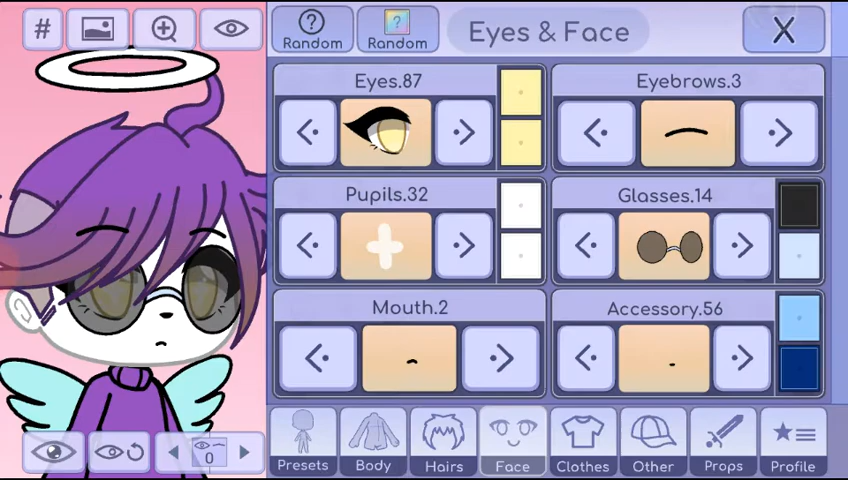 #
Random
Random
Eyes & Face
X
Eyes.87
Eyebrows.3
Pupils.32
Glasses.14
Mouth.2
Accessory.56
0
Presets
Body
Hairs
Face
Clothes
Other
Props
Profile